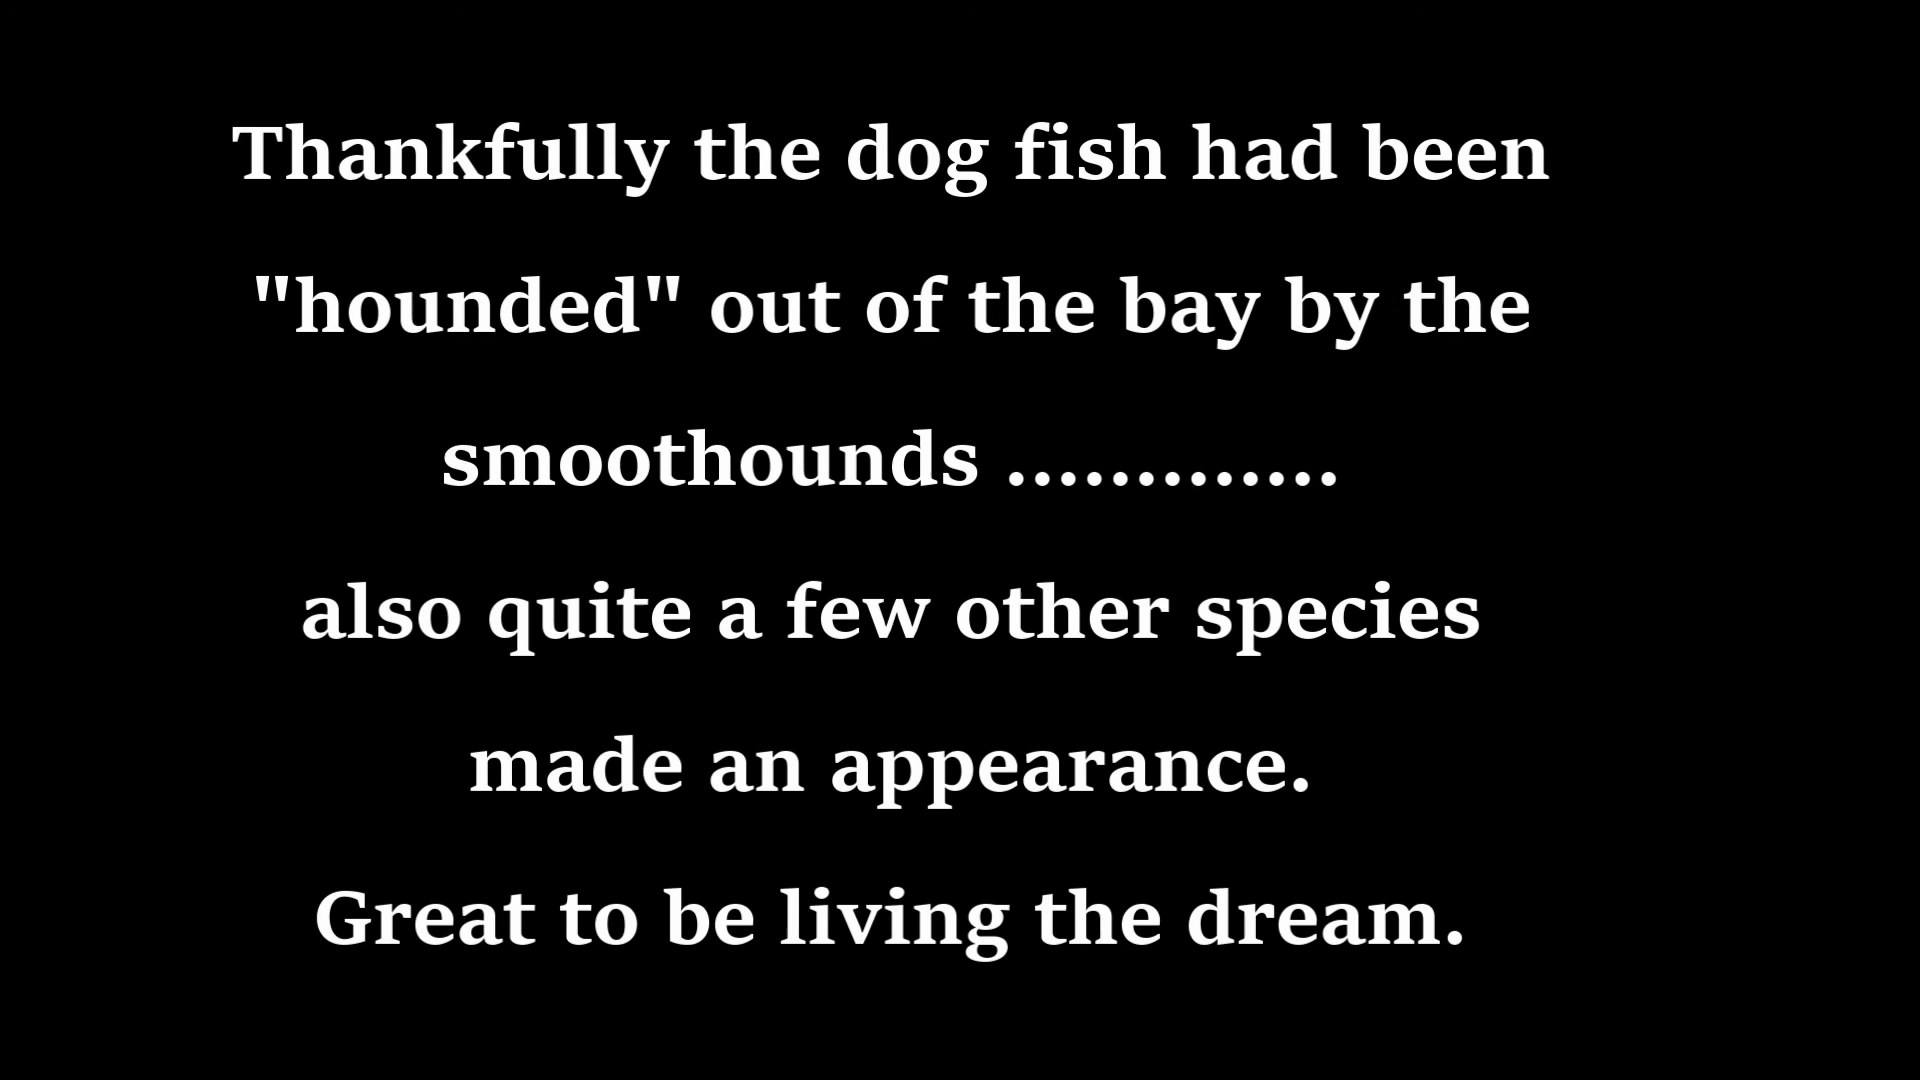 Thankfully the dog fish had been
"hounded" out of the bay by the
smoothounds .............
also quite a few other species
made an appearance.
Great to be living the dream.